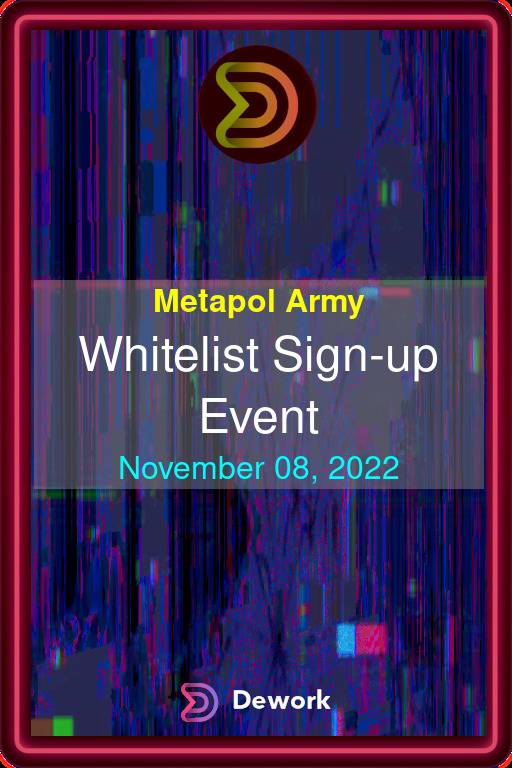 Metapol Army
Whitelist Sign-up
Event
November 08, 2022
Dework